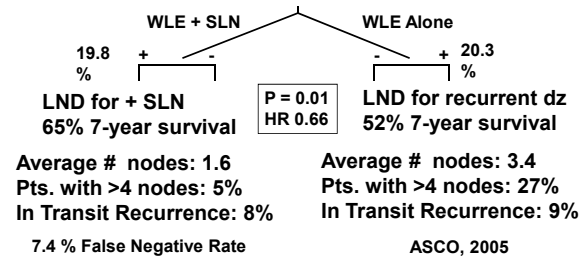 WLE + SLN
WLE Alone
19.8 %
+
-
-
+
20.3 %
LND for + SLN
65% 7-year survival
P = 0.01
HR 0.66
LND for recurrent dz
52% 7-year survival
Average # nodes: 1.6
Pts. with >4 nodes: 5%
In Transit Recurrence: 8%
Average # nodes: 3.4
Pts. with >4 nodes: 27%
In Transit Recurrence: 9%
7.4 % False Negative Rate
ASCO, 2005